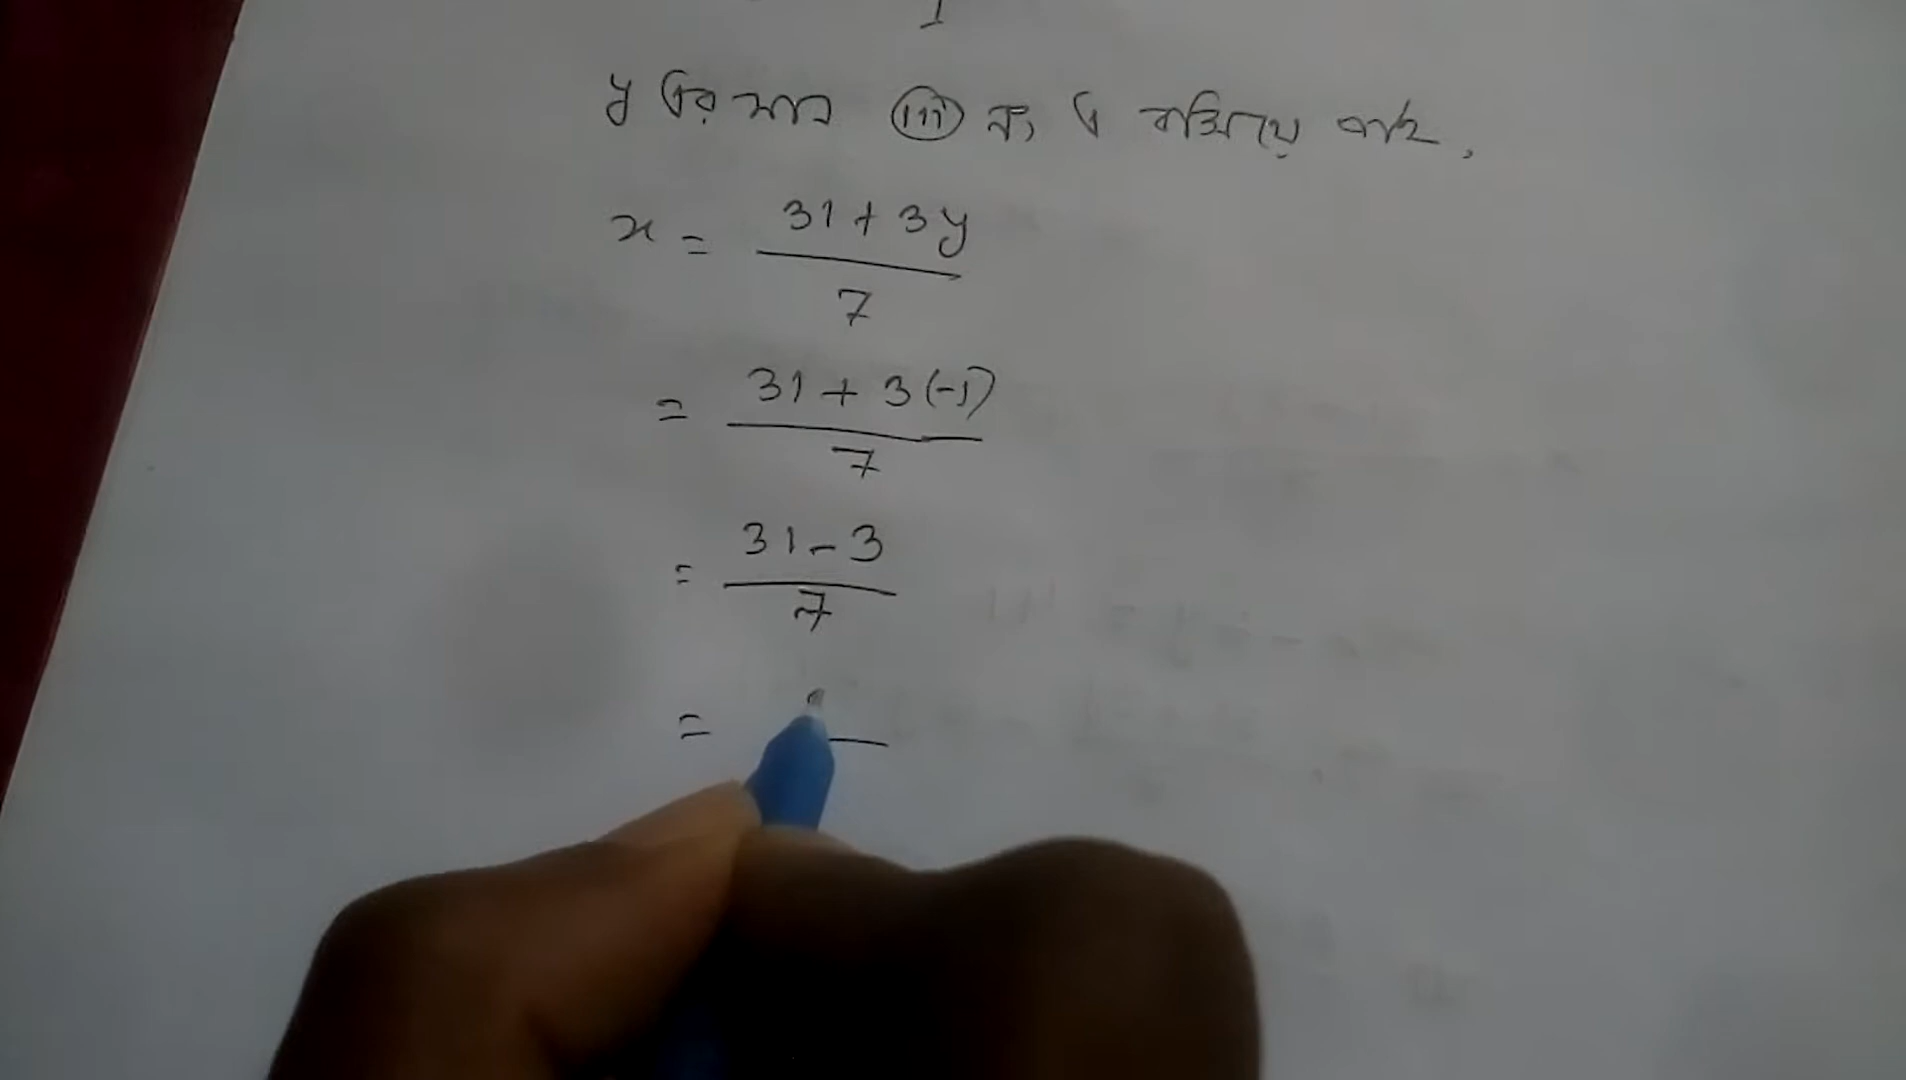 y এর মান (iii) নং এ বসিয়ে পাই,
x = 31 + 3y / 7
= 31 + 3(-1) / 7
= 31 - 3 / 7
=